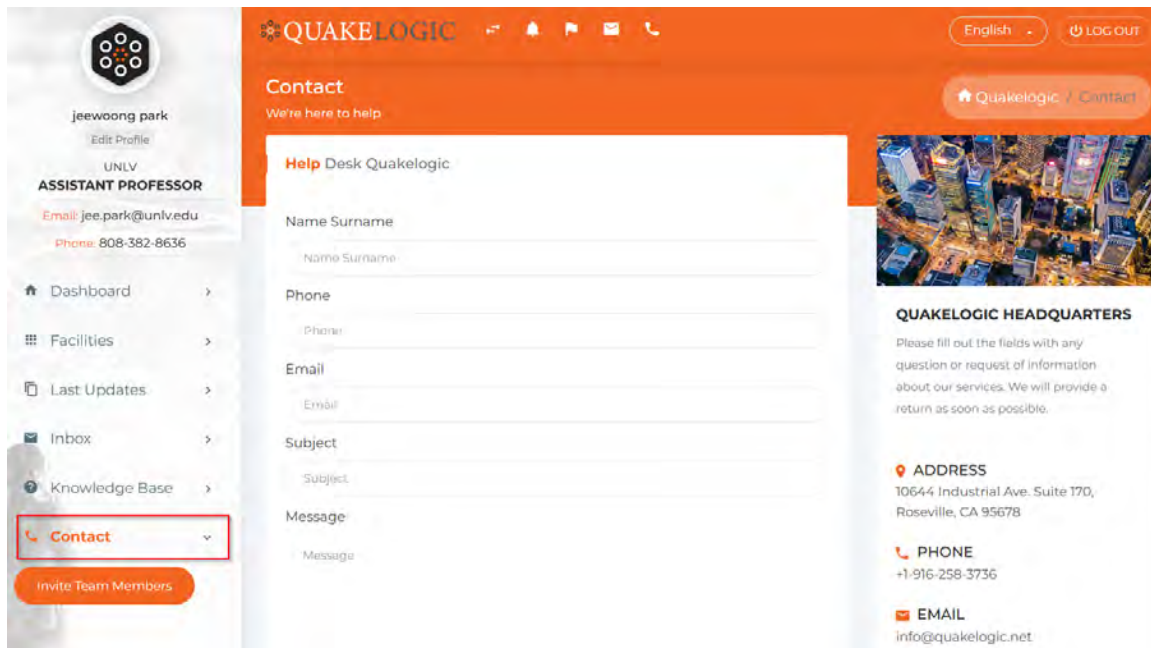 jeewoong park
Edit Profile
UNLV
ASSISTANT PROFESSOR
Email: jee.park@unlv.edu
Phone: 808-382-8636
Dashboard
Facilities
Last Updates
Inbox
Knowledge Base
Contact
Invite Team Members
QUAKELOGIC
English
LOG OUT
Contact
We're here to help
Quakelogic / Contact
Help Desk Quakelogic
Name Surname
Name Surname
Phone
Phone
Email
Email
Subject
Subject
Message
Message
QUAKELOGIC HEADQUARTERS
Please fill out the fields with any
question or request of information
about our services. We will provide a
return as soon as possible.
ADDRESS
10644 Industrial Ave. Suite 170,
Roseville, CA 95678
PHONE
+1-916-258-3736
EMAIL
info@quakelogic.net